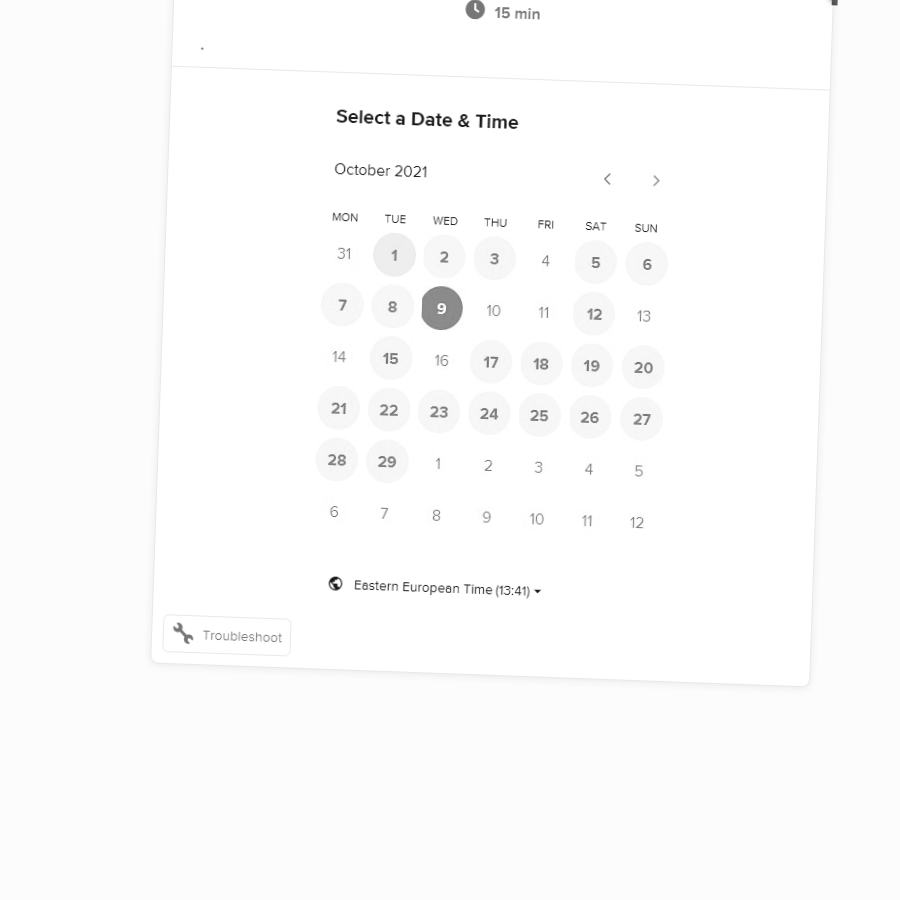 15 min
.
Select a Date & Time
October 2021
MON TUE WED THU FRI SAT SUN
31 1 2 3 4 5 6
7 8 9 10 11 12 13
14 15 16 17 18 19 20
21 22 23 24 25 26 27
28 29 1 2 3 4 5
6 7 8 9 10 11 12
Eastern European Time (13:41)
Troubleshoot